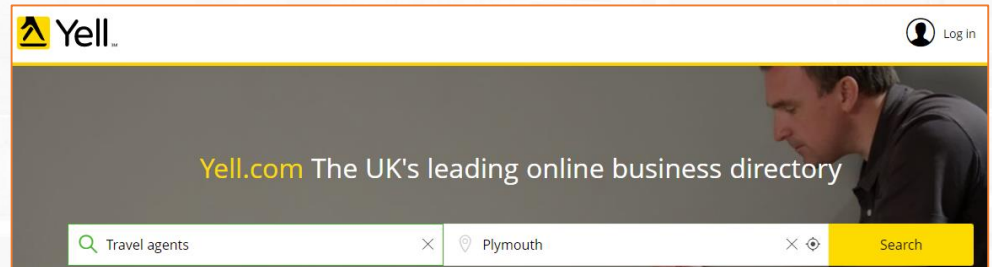 Yell
Log in
Yell.com The UK's leading online business directory
Travel agents
Plymouth
Search